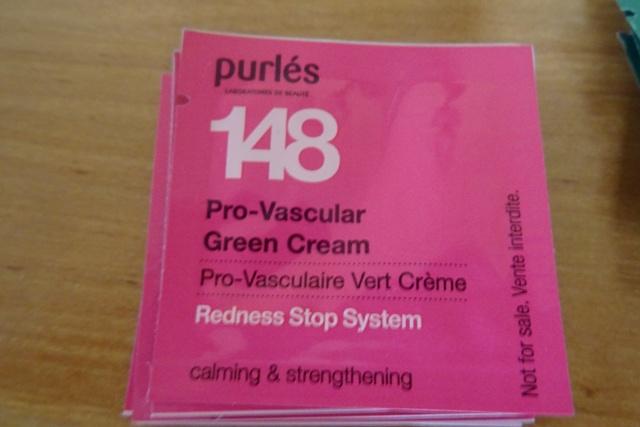 purlés
LABORATOIRES DE BEAUTÉ
148
Pro-Vascular
Green Cream
Pro-Vasculaire Vert Crème
Redness Stop System
calming & strengthening
Not for sale. Vente interdite.